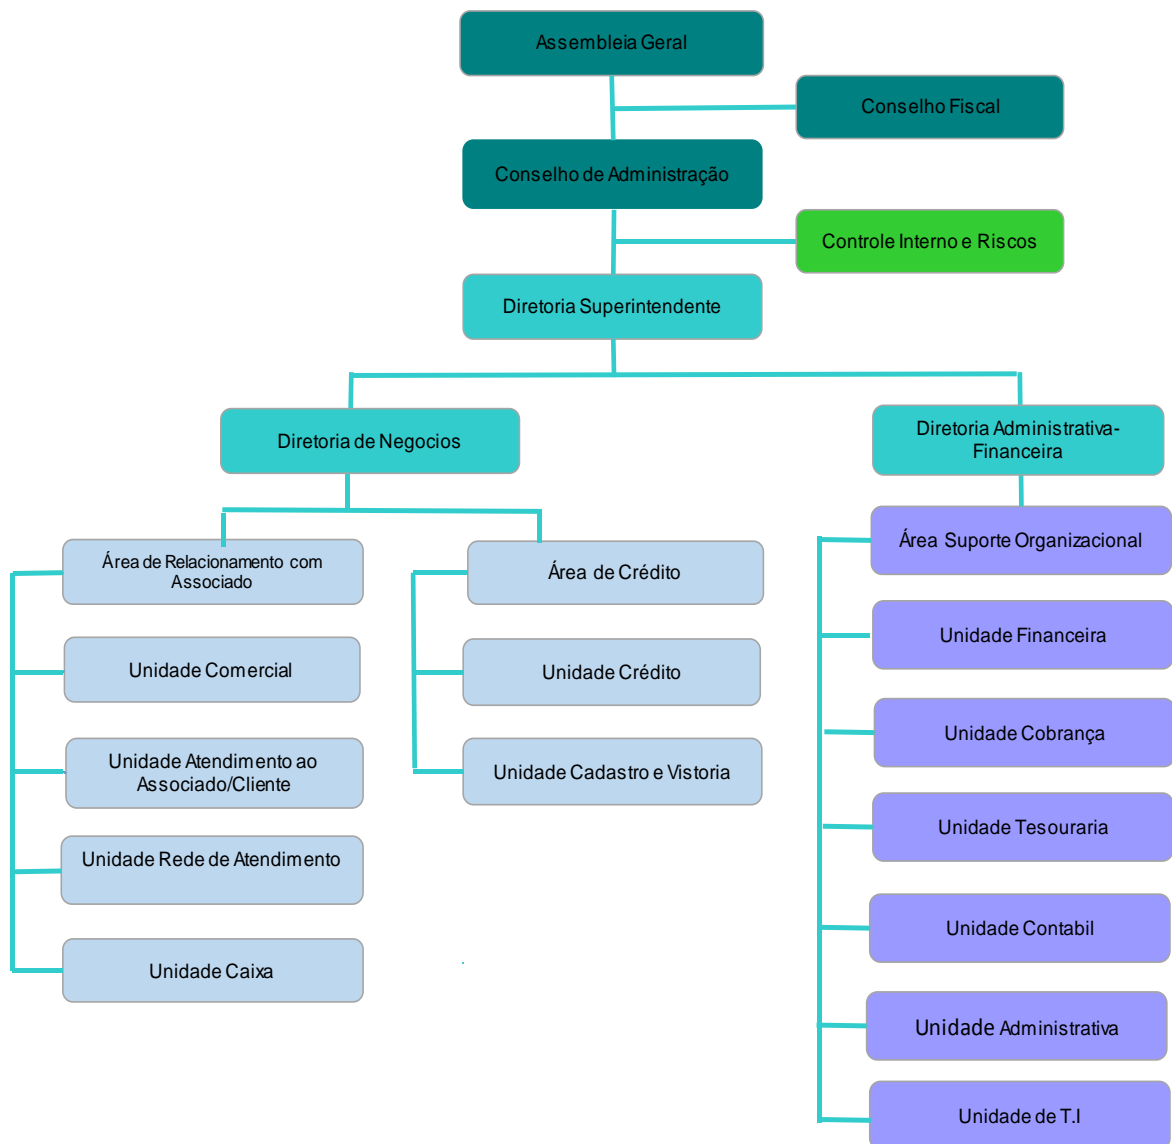 Assembleia Geral
Conselho Fiscal
Conselho de Administração
Controle Interno e Riscos
Diretoria Superintendente
Diretoria de Negocios
Diretoria Administrativa-
Financeira
Área de Relacionamento com
Associado
Unidade Comercial
Unidade Atendimento ao
Associado/Cliente
Unidade Rede de Atendimento
Unidade Caixa
Área de Crédito
Unidade Crédito
Unidade Cadastro e Vistoria
Área Suporte Organizacional
Unidade Financeira
Unidade Cobrança
Unidade Tesouraria
Unidade Contabil
Unidade Administrativa
Unidade de T.I